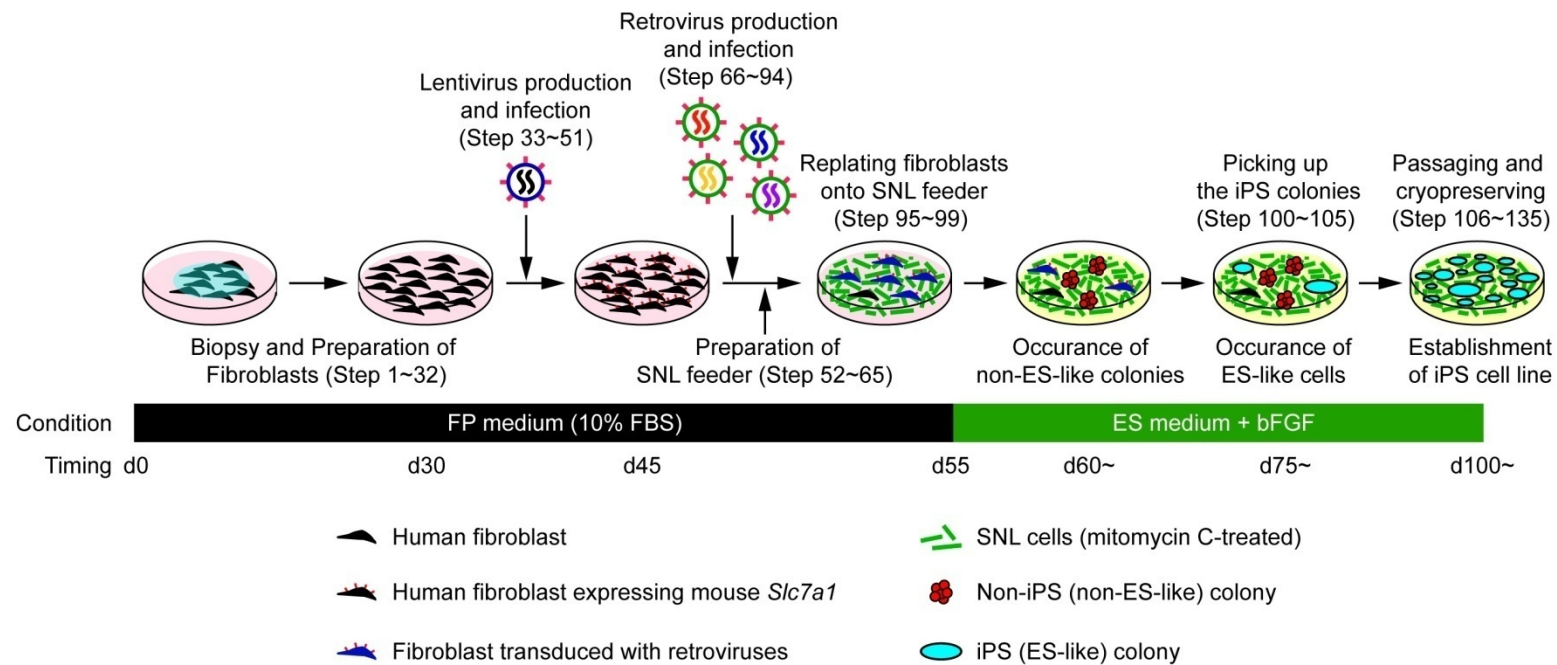 Retrovirus production
and infection
(Step 66~94)
Lentivirus production
and infection
(Step 33~51)
Replating fibroblasts
onto SNL feeder
(Step 95~99)
Picking up
the iPS colonies
(Step 100~105)
Passaging and
cryopreserving
(Step 106~135)
Biopsy and Preparation of
Fibroblasts (Step 1~32)
Preparation of
SNL feeder (Step 52~65)
Occurance of
non-ES-like colonies
Occurance of
ES-like cells
Establishment
of iPS cell line
Condition
FP medium (10% FBS)
ES medium + bFGF
Timing
d0
d30
d45
d55
d60~
d75~
d100~
Human fibroblast
Human fibroblast expressing mouse Slc7a1
Fibroblast transduced with retroviruses
SNL cells (mitomycin C-treated)
Non-iPS (non-ES-like) colony
iPS (ES-like) colony